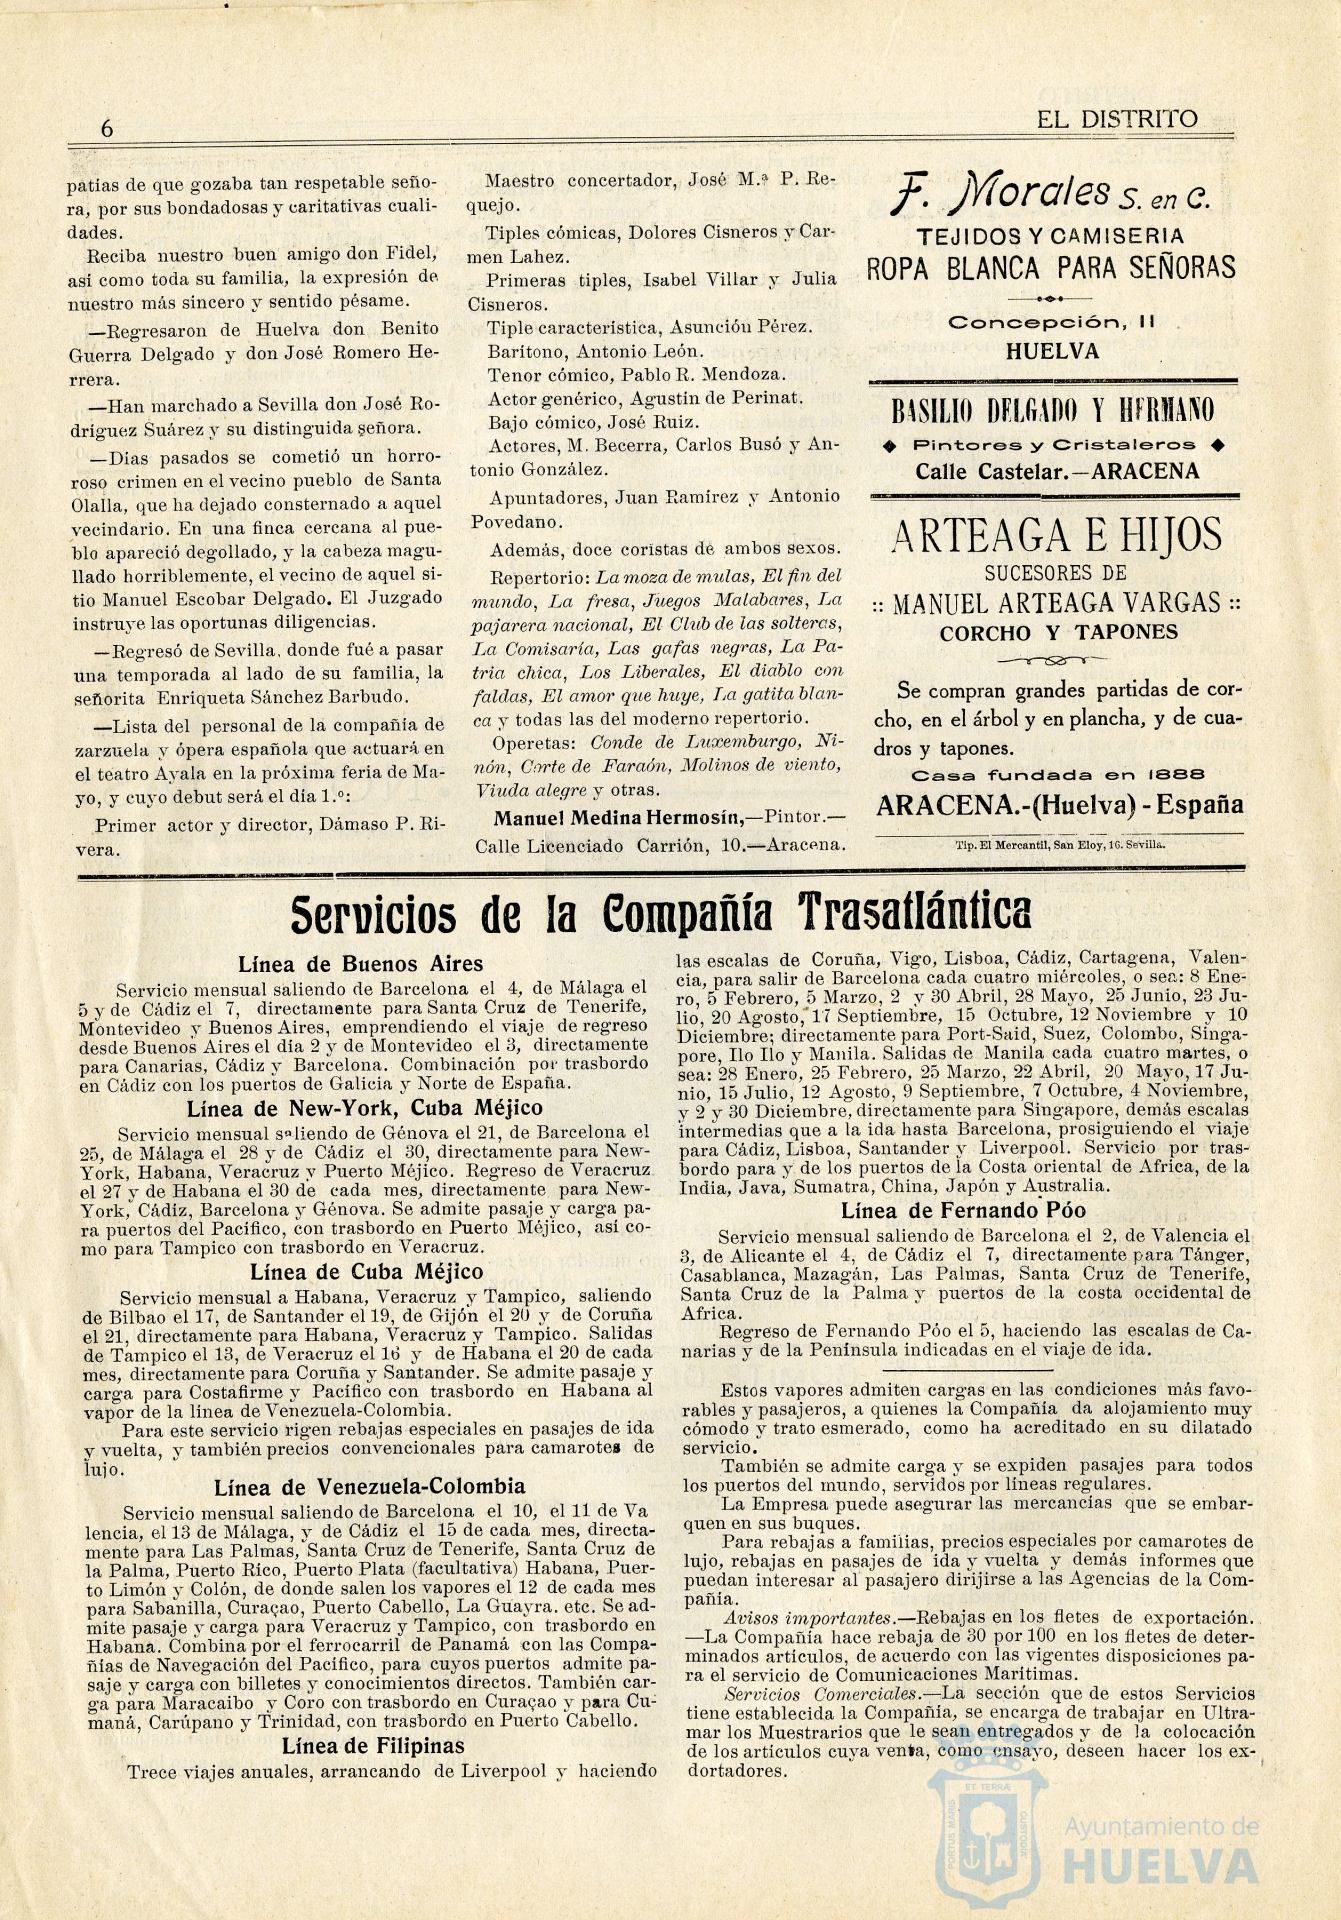 6
EL DISTRITO
patías de que gozaba tan respetable seño-
ra, por sus bondadosas y caritativas cuali-
dades.
Reciba nuestro buen amigo don Fidel,
así como toda su familia, la expresión de
nuestro más sincero y sentido pésame.
—Regresaron de Huelva don Benito
Guerra Delgado y don José Romero He-
rrera.
—Han marchado a Sevilla don José Ro-
dríguez Suárez y su distinguida señora.
—Dias pasados se cometió un horro-
roso crimen en el vecino pueblo de Santa
Olalla, que ha dejado consternado a aquel
vecindario. En una finca cercana al pue-
blo apareció degollado, y la cabeza magu-
llado horriblemente, el vecino de aquel si-
tio Manuel Escobar Delgado. El Juzgado
instruye las oportunas diligencias.
—Regresó de Sevilla, donde fué a pasar
una temporada al lado de su familia, la
señorita Enriqueta Sánchez Barbudo.
—Lista del personal de la compañía de
zarzuela y ópera española que actuará en
el teatro Ayala en la próxima feria de Ma-
yo, y cuyo debut será el día 1.º:
Primer actor y director, Dámaso P. Ri-
vera.
Maestro concertador, José M.ª P. Re-
quejo.
Tiples cómicas, Dolores Cisneros y Car-
men Lahez.
Primeras tiples, Isabel Villar y Julia
Cisneros.
Tiple característica, Asunción Pérez.
Barítono, Antonio León.
Tenor cómico, Pablo R. Mendoza.
Actor genérico, Agustin de Perinat.
Bajo cómico, José Ruiz.
Actores, M. Becerra, Carlos Busó y An-
tonio González.
Apuntadores, Juan Ramírez y Antonio
Povedano.
Además, doce coristas de ambos sexos.
Repertorio: La moza de mulas, El fin del
mundo, La fresa, Juegos Malabares, La
pajarera nacional, El Club de las solteras,
La Comisaría, Las gafas negras, La Pa-
tria chica, Los Liberales, El diablo con
faldas, El amor que huye, La gatita blan-
ca y todas las del moderno repertorio.
Operetas: Conde de Luxemburgo, Ni-
nón, Corte de Faraón, Molinos de viento,
Viuda alegre y otras.
Manuel Medina Hermosín,—Pintor.—
Calle Licenciado Carrión, 10.—Aracena.
F. Morales S. en C.
TEJIDOS Y CAMISERIA
ROPA BLANCA PARA SEÑORAS
Concepción, 11
HUELVA
BASILIO DELGADO Y HERMANO
◆ Pintores y Cristaleros ◆
Calle Castelar.—ARACENA
ARTEAGA E HIJOS
SUCESORES DE
:: MANUEL ARTEAGA VARGAS ::
CORCHO Y TAPONES
Se compran grandes partidas de cor-
cho, en el árbol y en plancha, y de cua-
dros y tapones.
Casa fundada en 1888
ARACENA.-(Huelva) - España
Tip. El Mercantil, San Eloy, 16. Sevilla.
Servicios de la Compañía Trasatlántica
Línea de Buenos Aires
Servicio mensual saliendo de Barcelona el 4, de Málaga el
5 y de Cádiz el 7, directamente para Santa Cruz de Tenerife,
Montevideo y Buenos Aires, emprendiendo el viaje de regreso
desde Buenos Aires el día 2 y de Montevideo el 3, directamente
para Canarias, Cádiz y Barcelona. Combinación por trasbordo
en Cádiz con los puertos de Galicia y Norte de España.
Línea de New-York, Cuba Méjico
Servicio mensual saliendo de Génova el 21, de Barcelona el
25, de Málaga el 28 y de Cádiz el 30, directamente para New-
York, Habana, Veracruz y Puerto Méjico. Regreso de Veracruz
el 27 y de Habana el 30 de cada mes, directamente para New-
York, Cádiz, Barcelona y Génova. Se admite pasaje y carga pa-
ra puertos del Pacífico, con trasbordo en Puerto Méjico, así co-
mo para Tampico con trasbordo en Veracruz.
Línea de Cuba Méjico
Servicio mensual a Habana, Veracruz y Tampico, saliendo
de Bilbao el 17, de Santander el 19, de Gijón el 20 y de Coruña
el 21, directamente para Habana, Veracruz y Tampico. Salidas
de Tampico el 13, de Veracruz el 16 y de Habana el 20 de cada
mes, directamente para Coruña y Santander. Se admite pasaje y
carga para Costafirme y Pacífico con trasbordo en Habana al
vapor de la línea de Venezuela-Colombia.
Para este servicio rigen rebajas especiales en pasajes de ida
y vuelta, y también precios convencionales para camarotes de
lujo.
Línea de Venezuela-Colombia
Servicio mensual saliendo de Barcelona el 10, el 11 de Va
lencia, el 13 de Málaga, y de Cádiz el 15 de cada mes, directa-
mente para Las Palmas, Santa Cruz de Tenerife, Santa Cruz de
la Palma, Puerto Rico, Puerto Plata (facultativa) Habana, Puer-
to Limón y Colón, de donde salen los vapores el 12 de cada mes
para Sabanilla, Curaçao, Puerto Cabello, La Guayra. etc. Se ad-
mite pasaje y carga para Veracruz y Tampico, con trasbordo en
Habana. Combina por el ferrocarril de Panamá con las Compa-
ñías de Navegación del Pacífico, para cuyos puertos admite pa-
saje y carga con billetes y conocimientos directos. También car-
ga para Maracaibo y Coro con trasbordo en Curaçao y para Cu-
maná, Carúpano y Trinidad, con trasbordo en Puerto Cabello.
Línea de Filipinas
Trece viajes anuales, arrancando de Liverpool y haciendo
las escalas de Coruña, Vigo, Lisboa, Cádiz, Cartagena, Valen-
cia, para salir de Barcelona cada cuatro miércoles, o sea: 8 Ene-
ro, 5 Febrero, 5 Marzo, 2 y 30 Abril, 28 Mayo, 25 Junio, 23 Ju-
lio, 20 Agosto, 17 Septiembre, 15 Octubre, 12 Noviembre y 10
Diciembre; directamente para Port-Said, Suez, Colombo, Singa-
pore, Ilo Ilo y Manila. Salidas de Manila cada cuatro martes, o
sea: 28 Enero, 25 Febrero, 25 Marzo, 22 Abril, 20 Mayo, 17 Ju-
nio, 15 Julio, 12 Agosto, 9 Septiembre, 7 Octubre, 4 Noviembre,
y 2 y 30 Diciembre, directamente para Singapore, demás escalas
intermedias que a la ida hasta Barcelona, prosiguiendo el viaje
para Cádiz, Lisboa, Santander y Liverpool. Servicio por tras-
bordo para y de los puertos de la Costa oriental de Africa, de la
India, Java, Sumatra, China, Japón y Australia.
Línea de Fernando Póo
Servicio mensual saliendo de Barcelona el 2, de Valencia el
3, de Alicante el 4, de Cádiz el 7, directamente para Tánger,
Casablanca, Mazagán, Las Palmas, Santa Cruz de Tenerife,
Santa Cruz de la Palma y puertos de la costa occidental de
Africa.
Regreso de Fernando Póo el 5, haciendo las escalas de Ca-
narias y de la Península indicadas en el viaje de ida.
Estos vapores admiten cargas en las condiciones más favo-
rables y pasajeros, a quienes la Compañía da alojamiento muy
cómodo y trato esmerado, como ha acreditado en su dilatado
servicio.
También se admite carga y se expiden pasajes para todos
los puertos del mundo, servidos por líneas regulares.
La Empresa puede asegurar las mercancías que se embar-
quen en sus buques.
Para rebajas a familias, precios especiales por camarotes de
lujo, rebajas en pasajes de ida y vuelta y demás informes que
puedan interesar al pasajero dirijirse a las Agencias de la Com-
pañía.
Avisos importantes.—Rebajas en los fletes de exportación.
—La Compañía hace rebaja de 30 por 100 en los fletes de deter-
minados artículos, de acuerdo con las vigentes disposiciones pa-
ra el servicio de Comunicaciones Marítimas.
Servicios Comerciales.—La sección que de estos Servicios
tiene establecida la Compañía, se encarga de trabajar en Ultra-
mar los Muestrarios que le sean entregados y de la colocación
de los artículos cuya venta, como ensayo, deseen hacer los ex-
dortadores.
ET TERRÆ
PORTUS MARIS
CUSTODIA
Ayuntamiento de
HUELVA